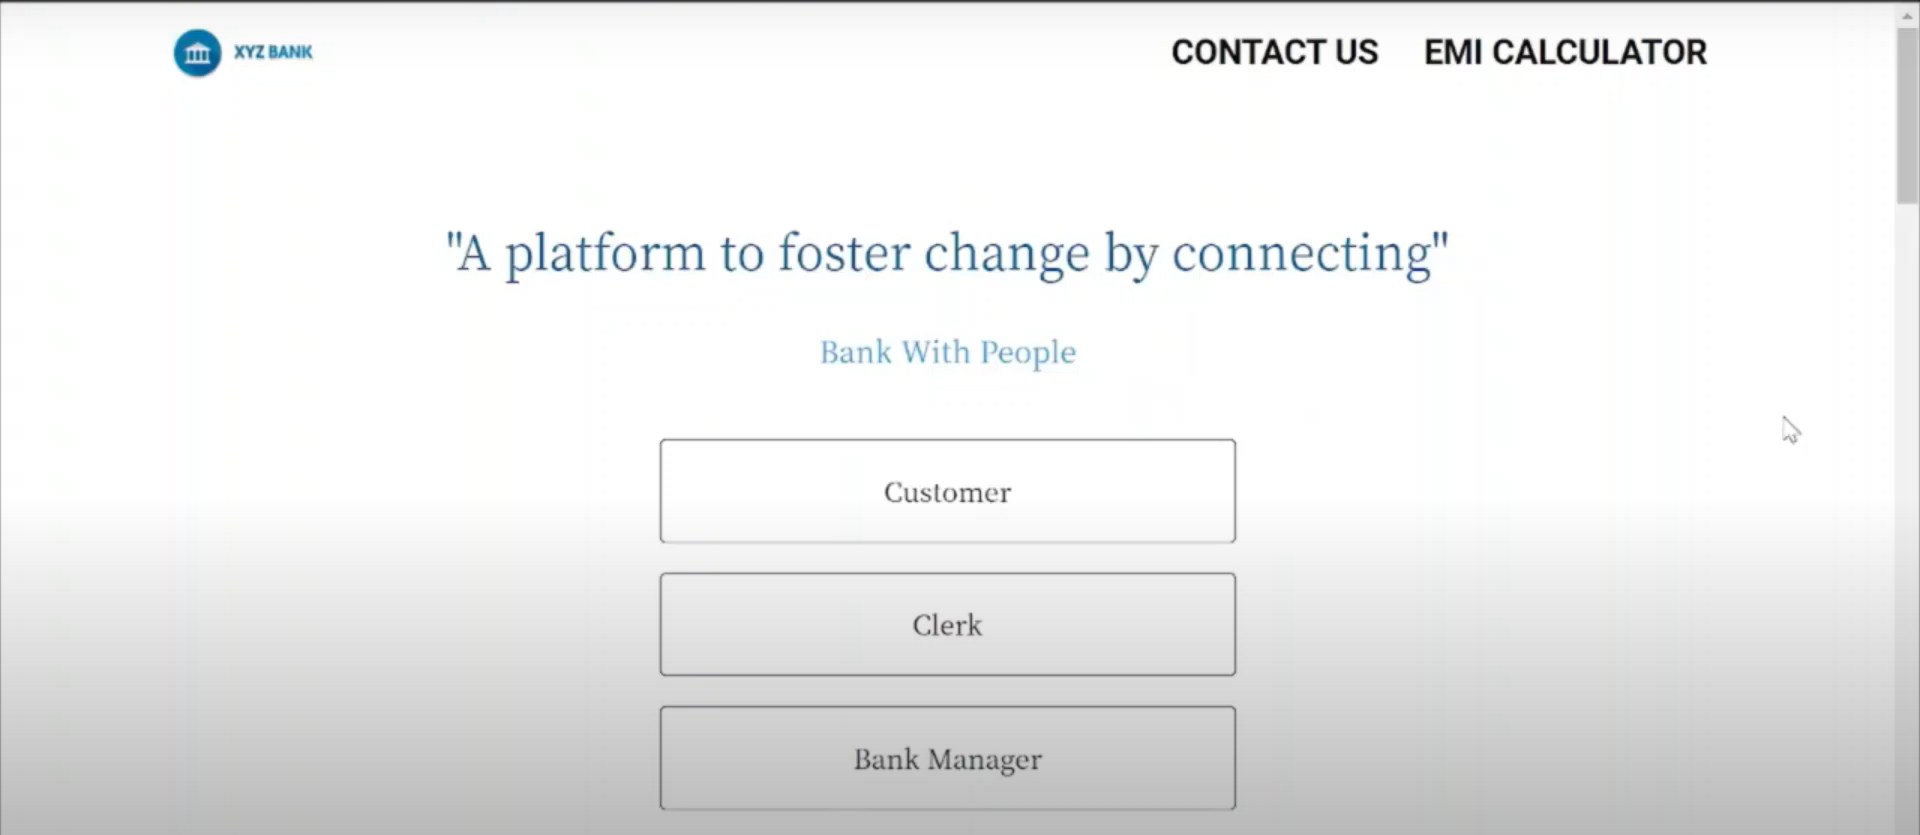 XYZ BANK
CONTACT US EMI CALCULATOR
"A platform to foster change by connecting"
Bank With People
Customer
Clerk
Bank Manager